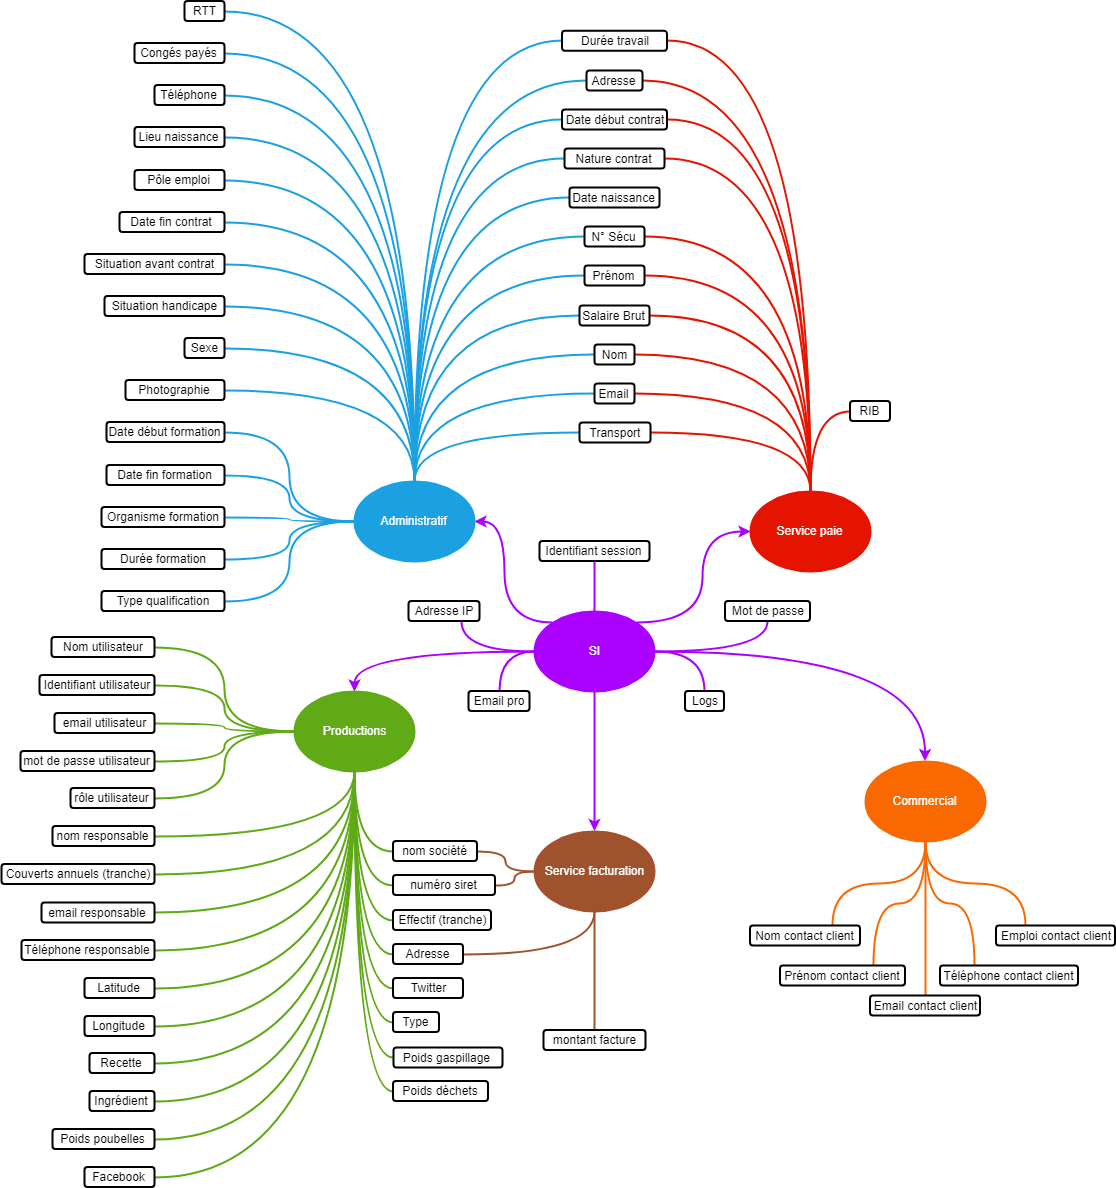 RTT
Congés payés
Téléphone
Lieu naissance
Pôle emploi
Date fin contrat
Situation avant contrat
Situation handicape
Sexe
Photographie
Date début formation
Date fin formation
Organisme formation
Durée formation
Type qualification
Durée travail
Adresse
Date début contrat
Nature contrat
Date naissance
N° Sécu
Prénom
Salaire Brut
Nom
Email
Transport
RIB
Administratif
Service paie
Identifiant session
Adresse IP
Mot de passe
SI
Email pro
Logs
Nom utilisateur
Identifiant utilisateur
email utilisateur
mot de passe utilisateur
rôle utilisateur
nom responsable
Couverts annuels (tranche)
email responsable
Téléphone responsable
Latitude
Longitude
Recette
Ingrédient
Poids poubelles
Facebook
Productions
nom société
numéro siret
Effectif (tranche)
Adresse
Twitter
Type
Poids gaspillage
Poids déchets
Service facturation
montant facture
Commercial
Nom contact client
Emploi contact client
Prénom contact client
Téléphone contact client
Email contact client